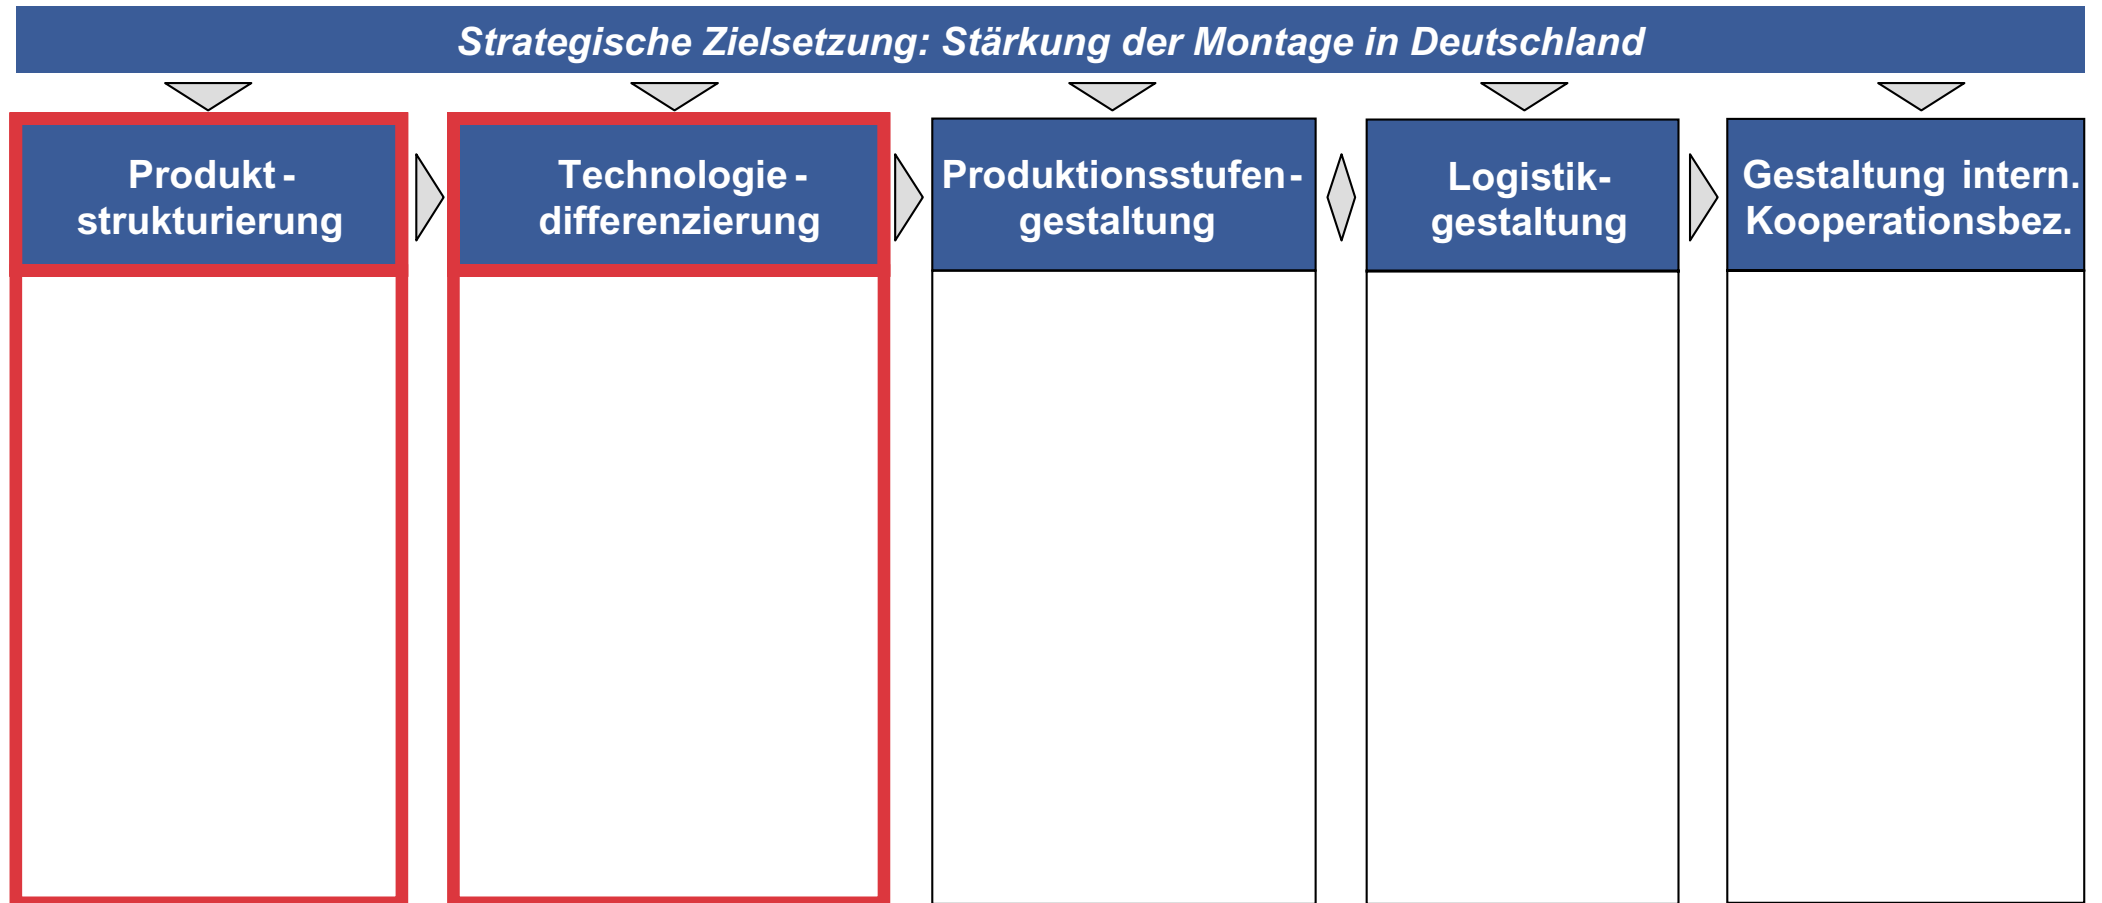 Strategische Zielsetzung: Stärkung der Montage in Deutschland
Produkt-
strukturierung
Technologie-
differenzierung
Produktionsstufen-
gestaltung
Logistik-
gestaltung
Gestaltung intern.
Kooperationsbez.